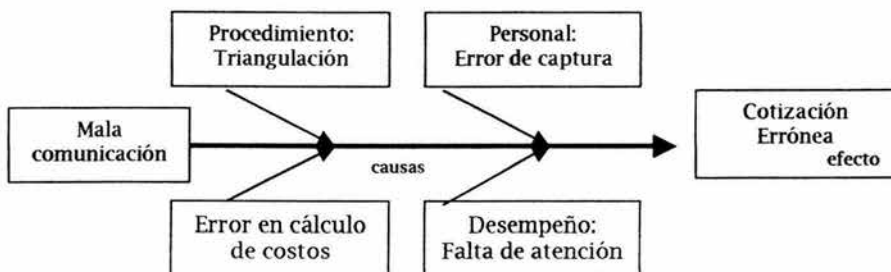 Procedimiento:
Triangulación
Personal:
Error de captura
Mala
comunicación
causas
Cotización
Errónea
efecto
Error en cálculo
de costos
Desempeño:
Falta de atención